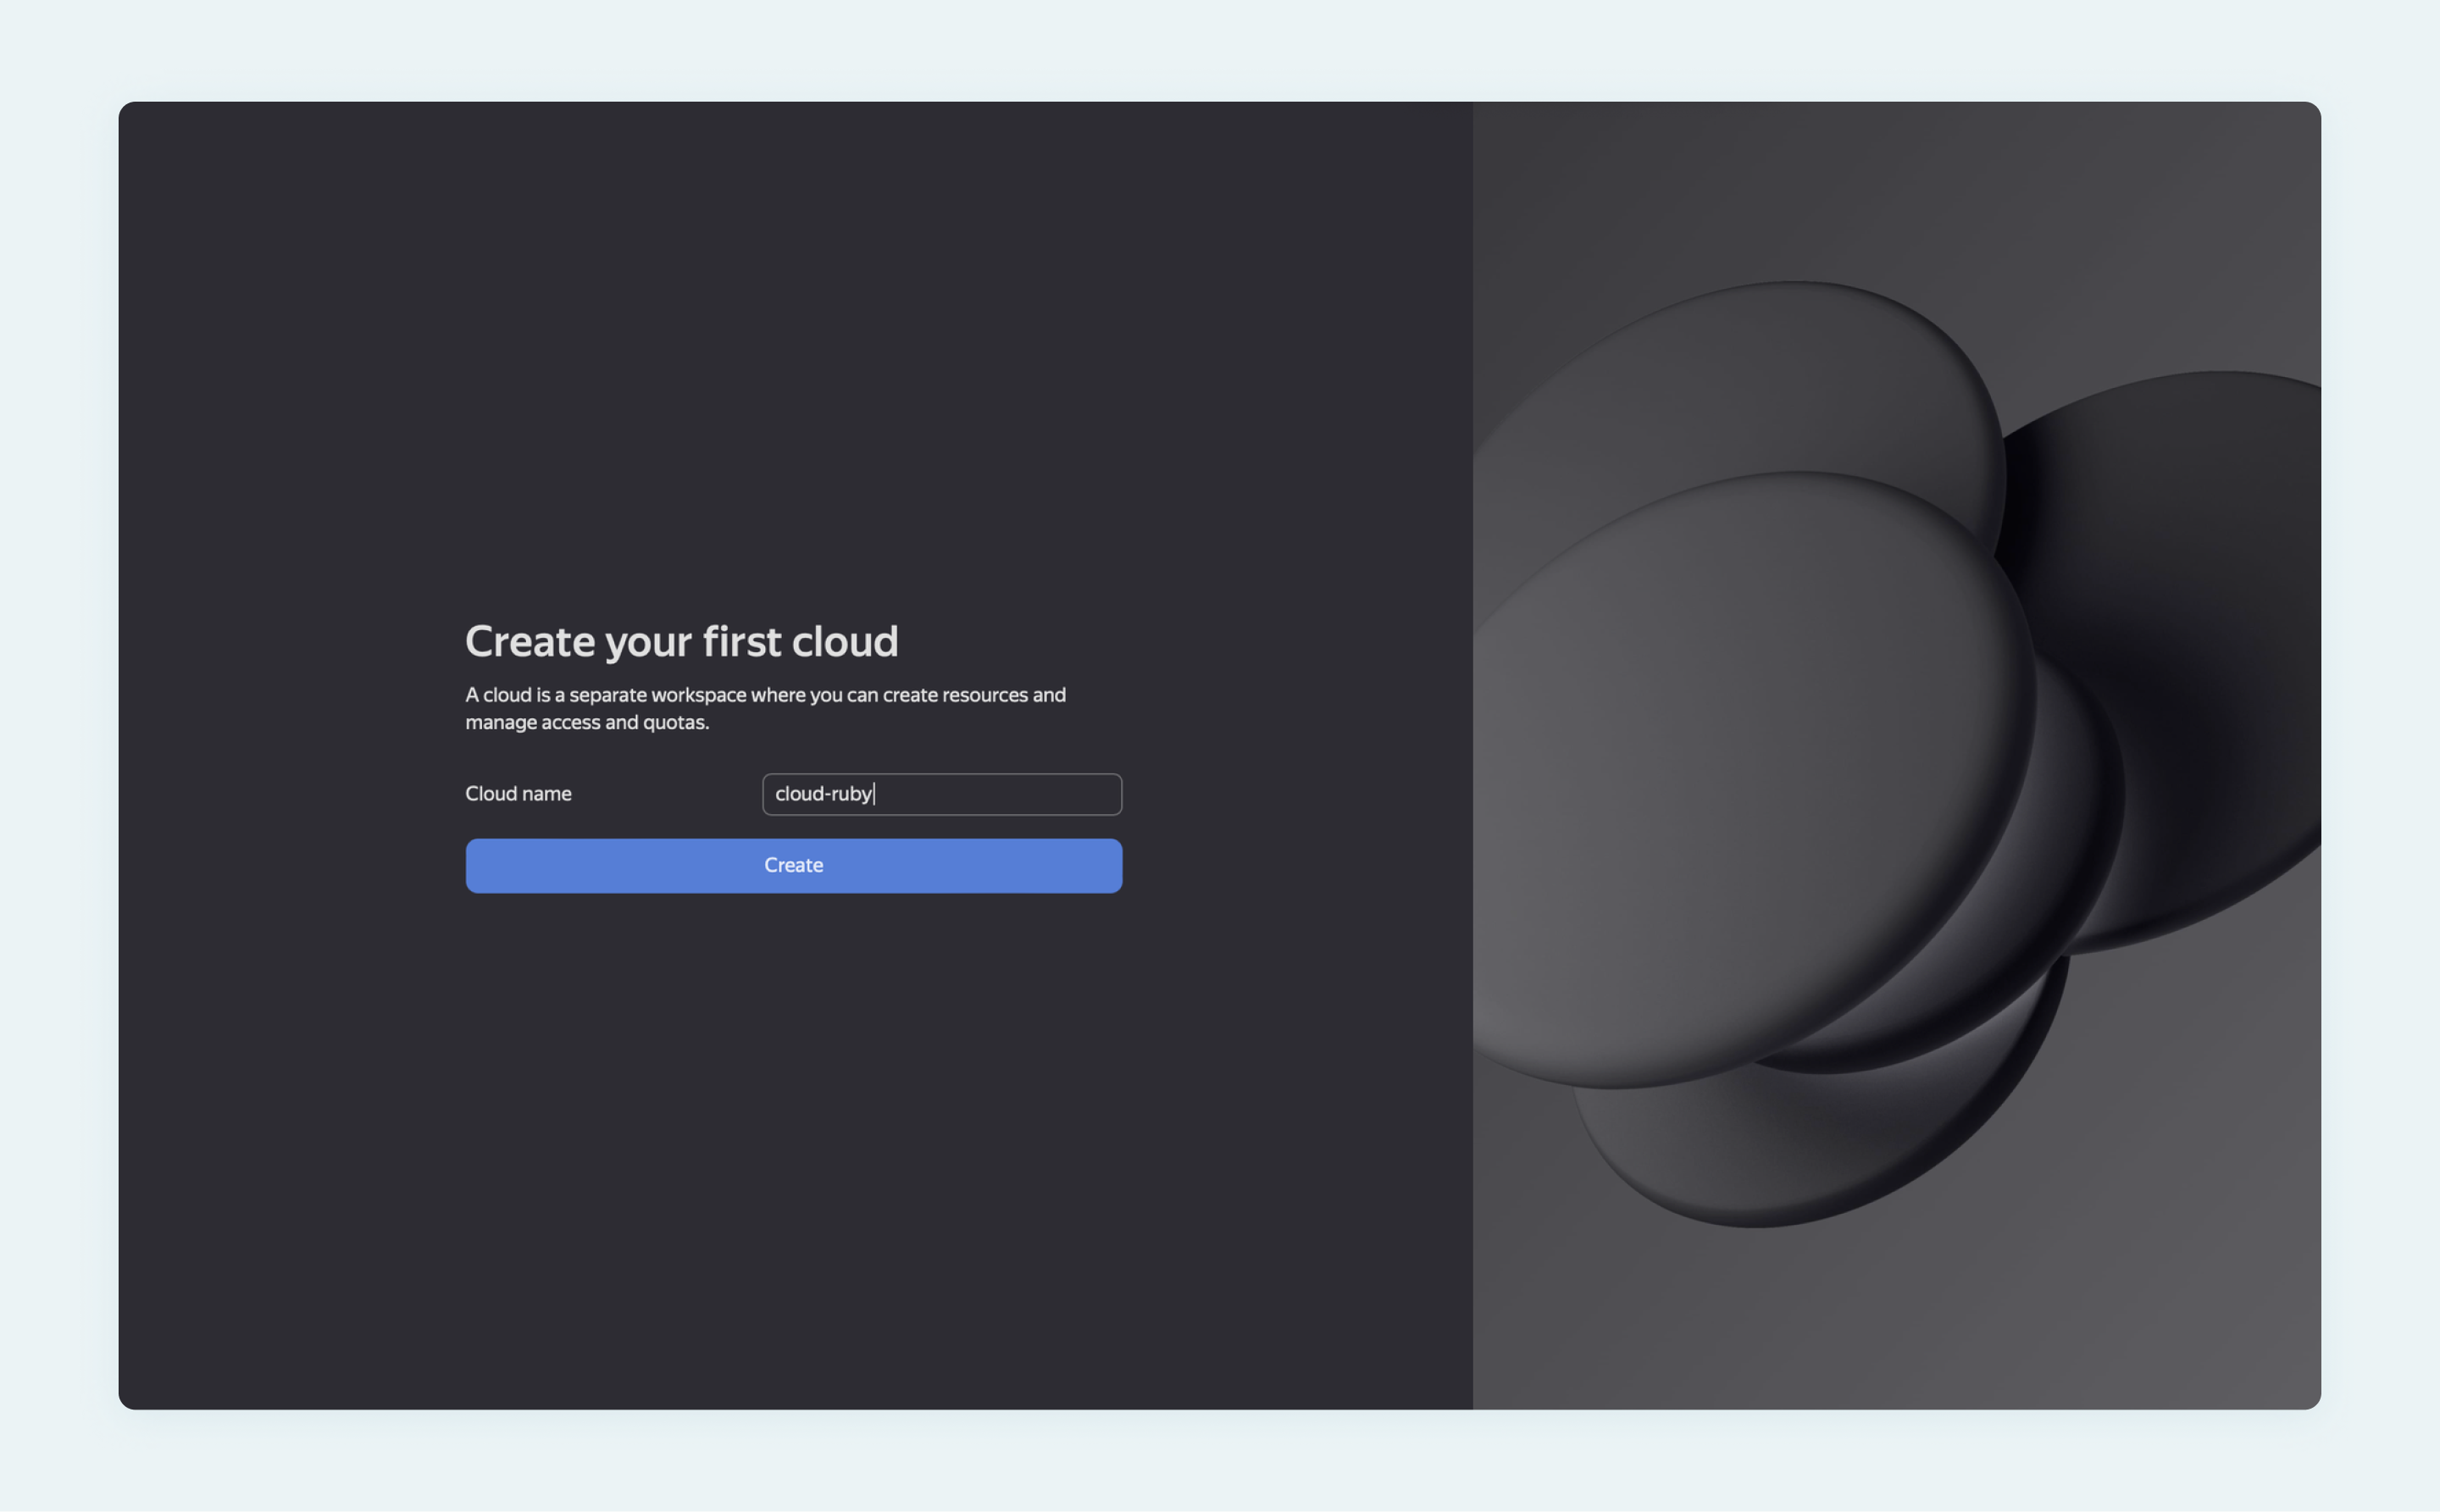 Create your first cloud
A cloud is a separate workspace where you can create resources and
manage access and quotas.
Cloud name
cloud-ruby
Create